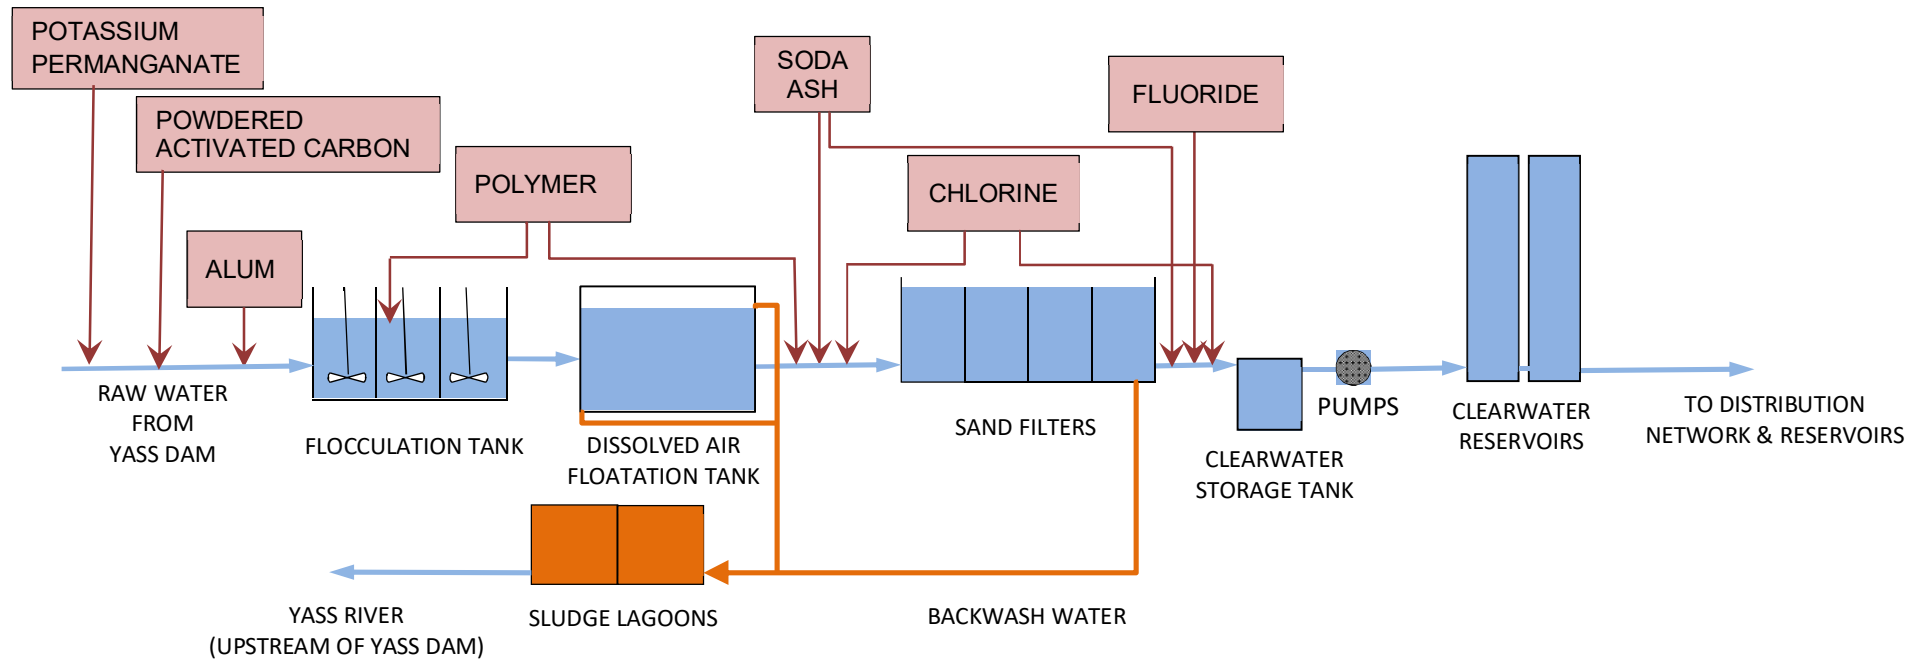 POTASSIUM
PERMANGANATE
POWDERED
ACTIVATED CARBON
ALUM
POLYMER
SODA
ASH
CHLORINE
FLUORIDE
RAW WATER
FROM
YASS DAM
FLOCCULATION TANK
DISSOLVED AIR
FLOATATION TANK
SAND FILTERS
CLEARWATER
STORAGE TANK
PUMPS
CLEARWATER
RESERVOIRS
TO DISTRIBUTION
NETWORK & RESERVOIRS
YASS RIVER
(UPSTREAM OF YASS DAM)
SLUDGE LAGOONS
BACKWASH WATER